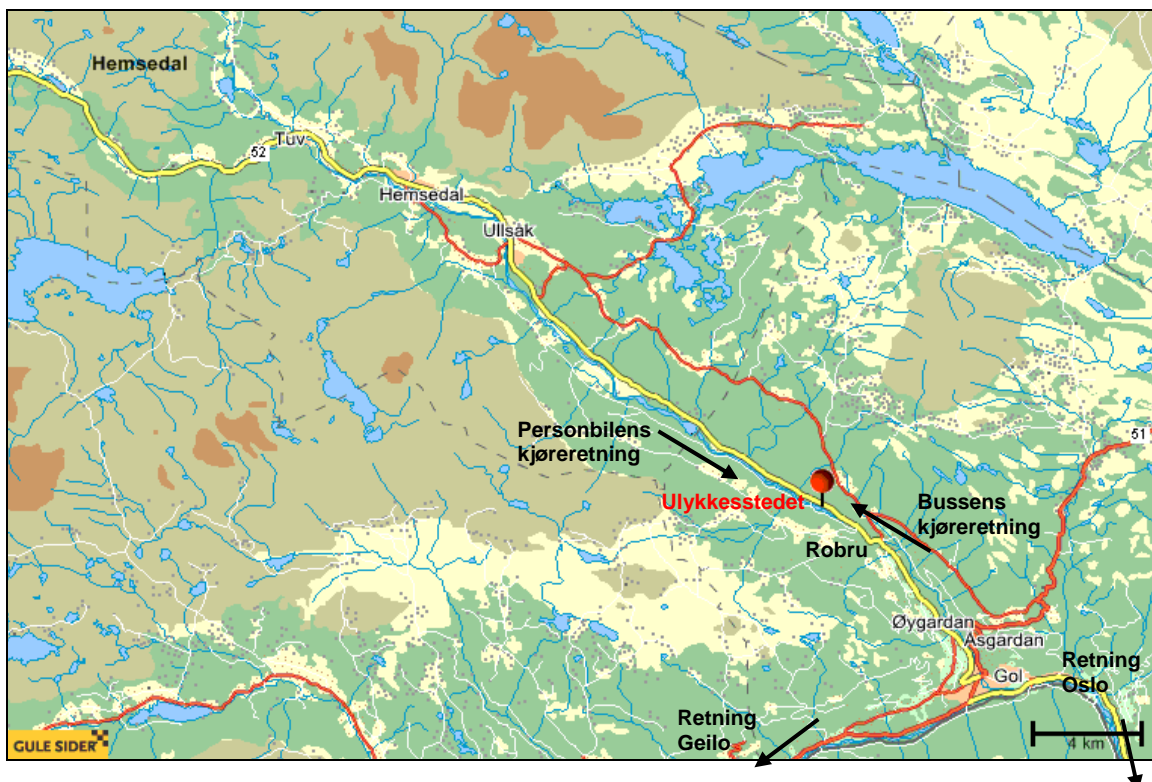 Hemsedal
52
Tuv
Hemsedal
Ullsåk
51
Personbilens
kjøreretning
Ulykkesstedet
Bussens
kjøreretning
Robru
Øygardan
Åsgardan
Gol
Retning
Oslo
Retning
Geilo
4 km
GULE SIDER